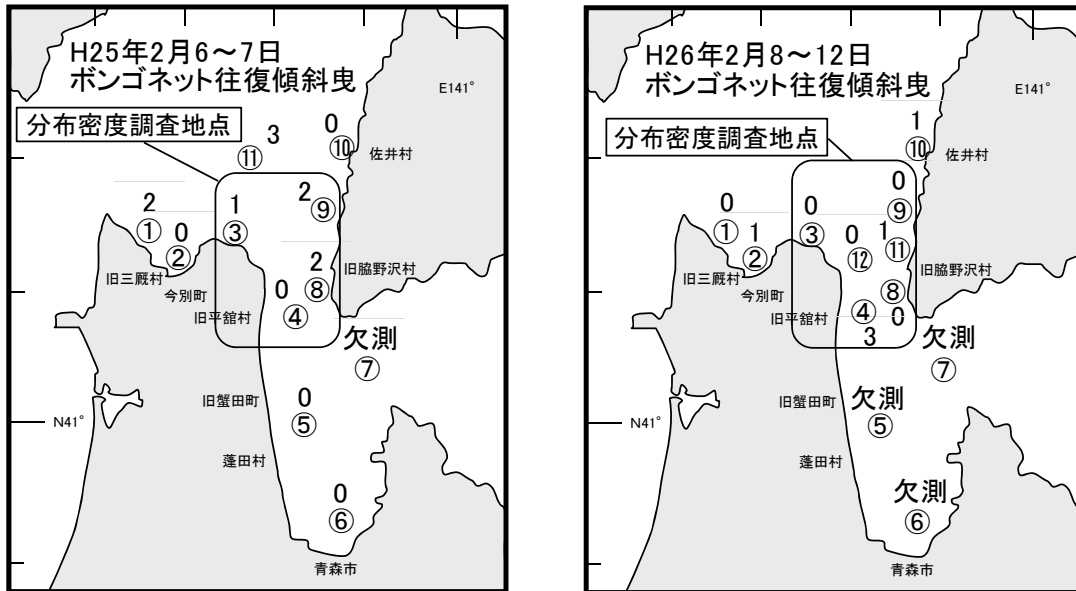 H25年2月6~7日
ボンゴネット往復傾斜曳
E141°
分布密度調査地点
3
0
⑪
⑩
佐井村
2
⑨
2
①
1
③
0
②
旧三厩村
今別町
2
⑧
旧脇野沢村
0
④
旧平舘村
欠測
⑦
0
⑤
旧蟹田町
N41°
蓬田村
0
⑥
青森市
H26年2月8~12日
ボンゴネット往復傾斜曳
E141°
分布密度調査地点
1
⑩
佐井村
0
⑨
0
①
0
③
1
②
旧三厩村
今別町
0
⑫
1
⑪
旧脇野沢村
⑧
0
④
3
旧平舘村
欠測
⑦
欠測
⑤
旧蟹田町
N41°
蓬田村
欠測
⑥
青森市